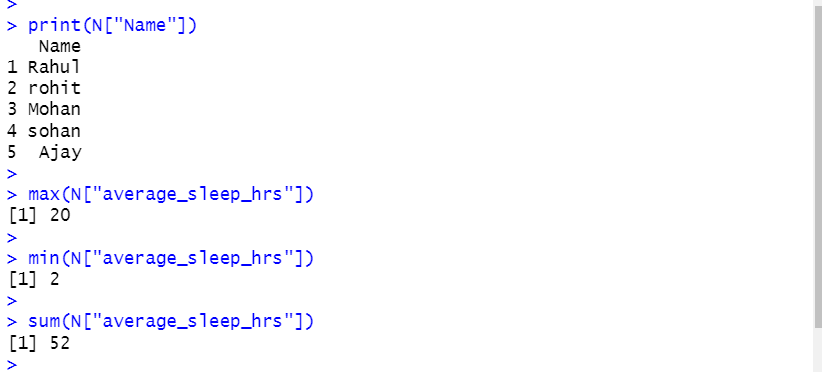 >
> print(N["Name"])
   Name
1 Rahul
2 rohit
3 Mohan
4 sohan
5  Ajay
>
> max(N["average_sleep_hrs"])
[1] 20
>
> min(N["average_sleep_hrs"])
[1] 2
>
> sum(N["average_sleep_hrs"])
[1] 52
>